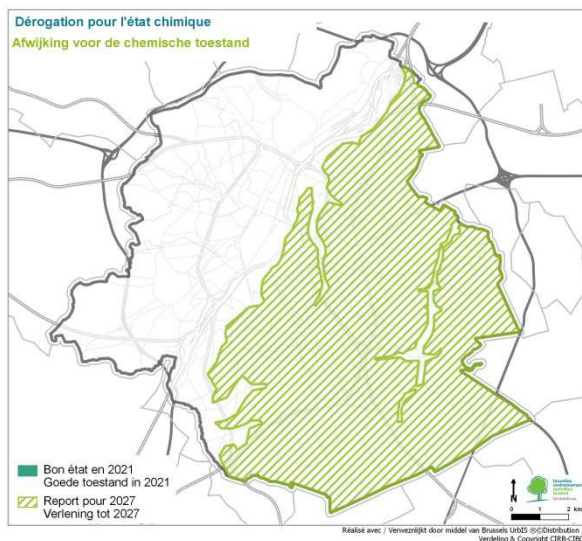 Dérogation pour l'état chimique
Afwijking voor de chemische toestand
Bon état en 2021
Goede toestand in 2021
Report pour 2027
Verlening tot 2027
N
0 1 2 km
Réalisé avec / Verwezenlijkt door middel van Brussels UrbIS ®©Distribution
Verdeling & Copyright CIRB-CIB